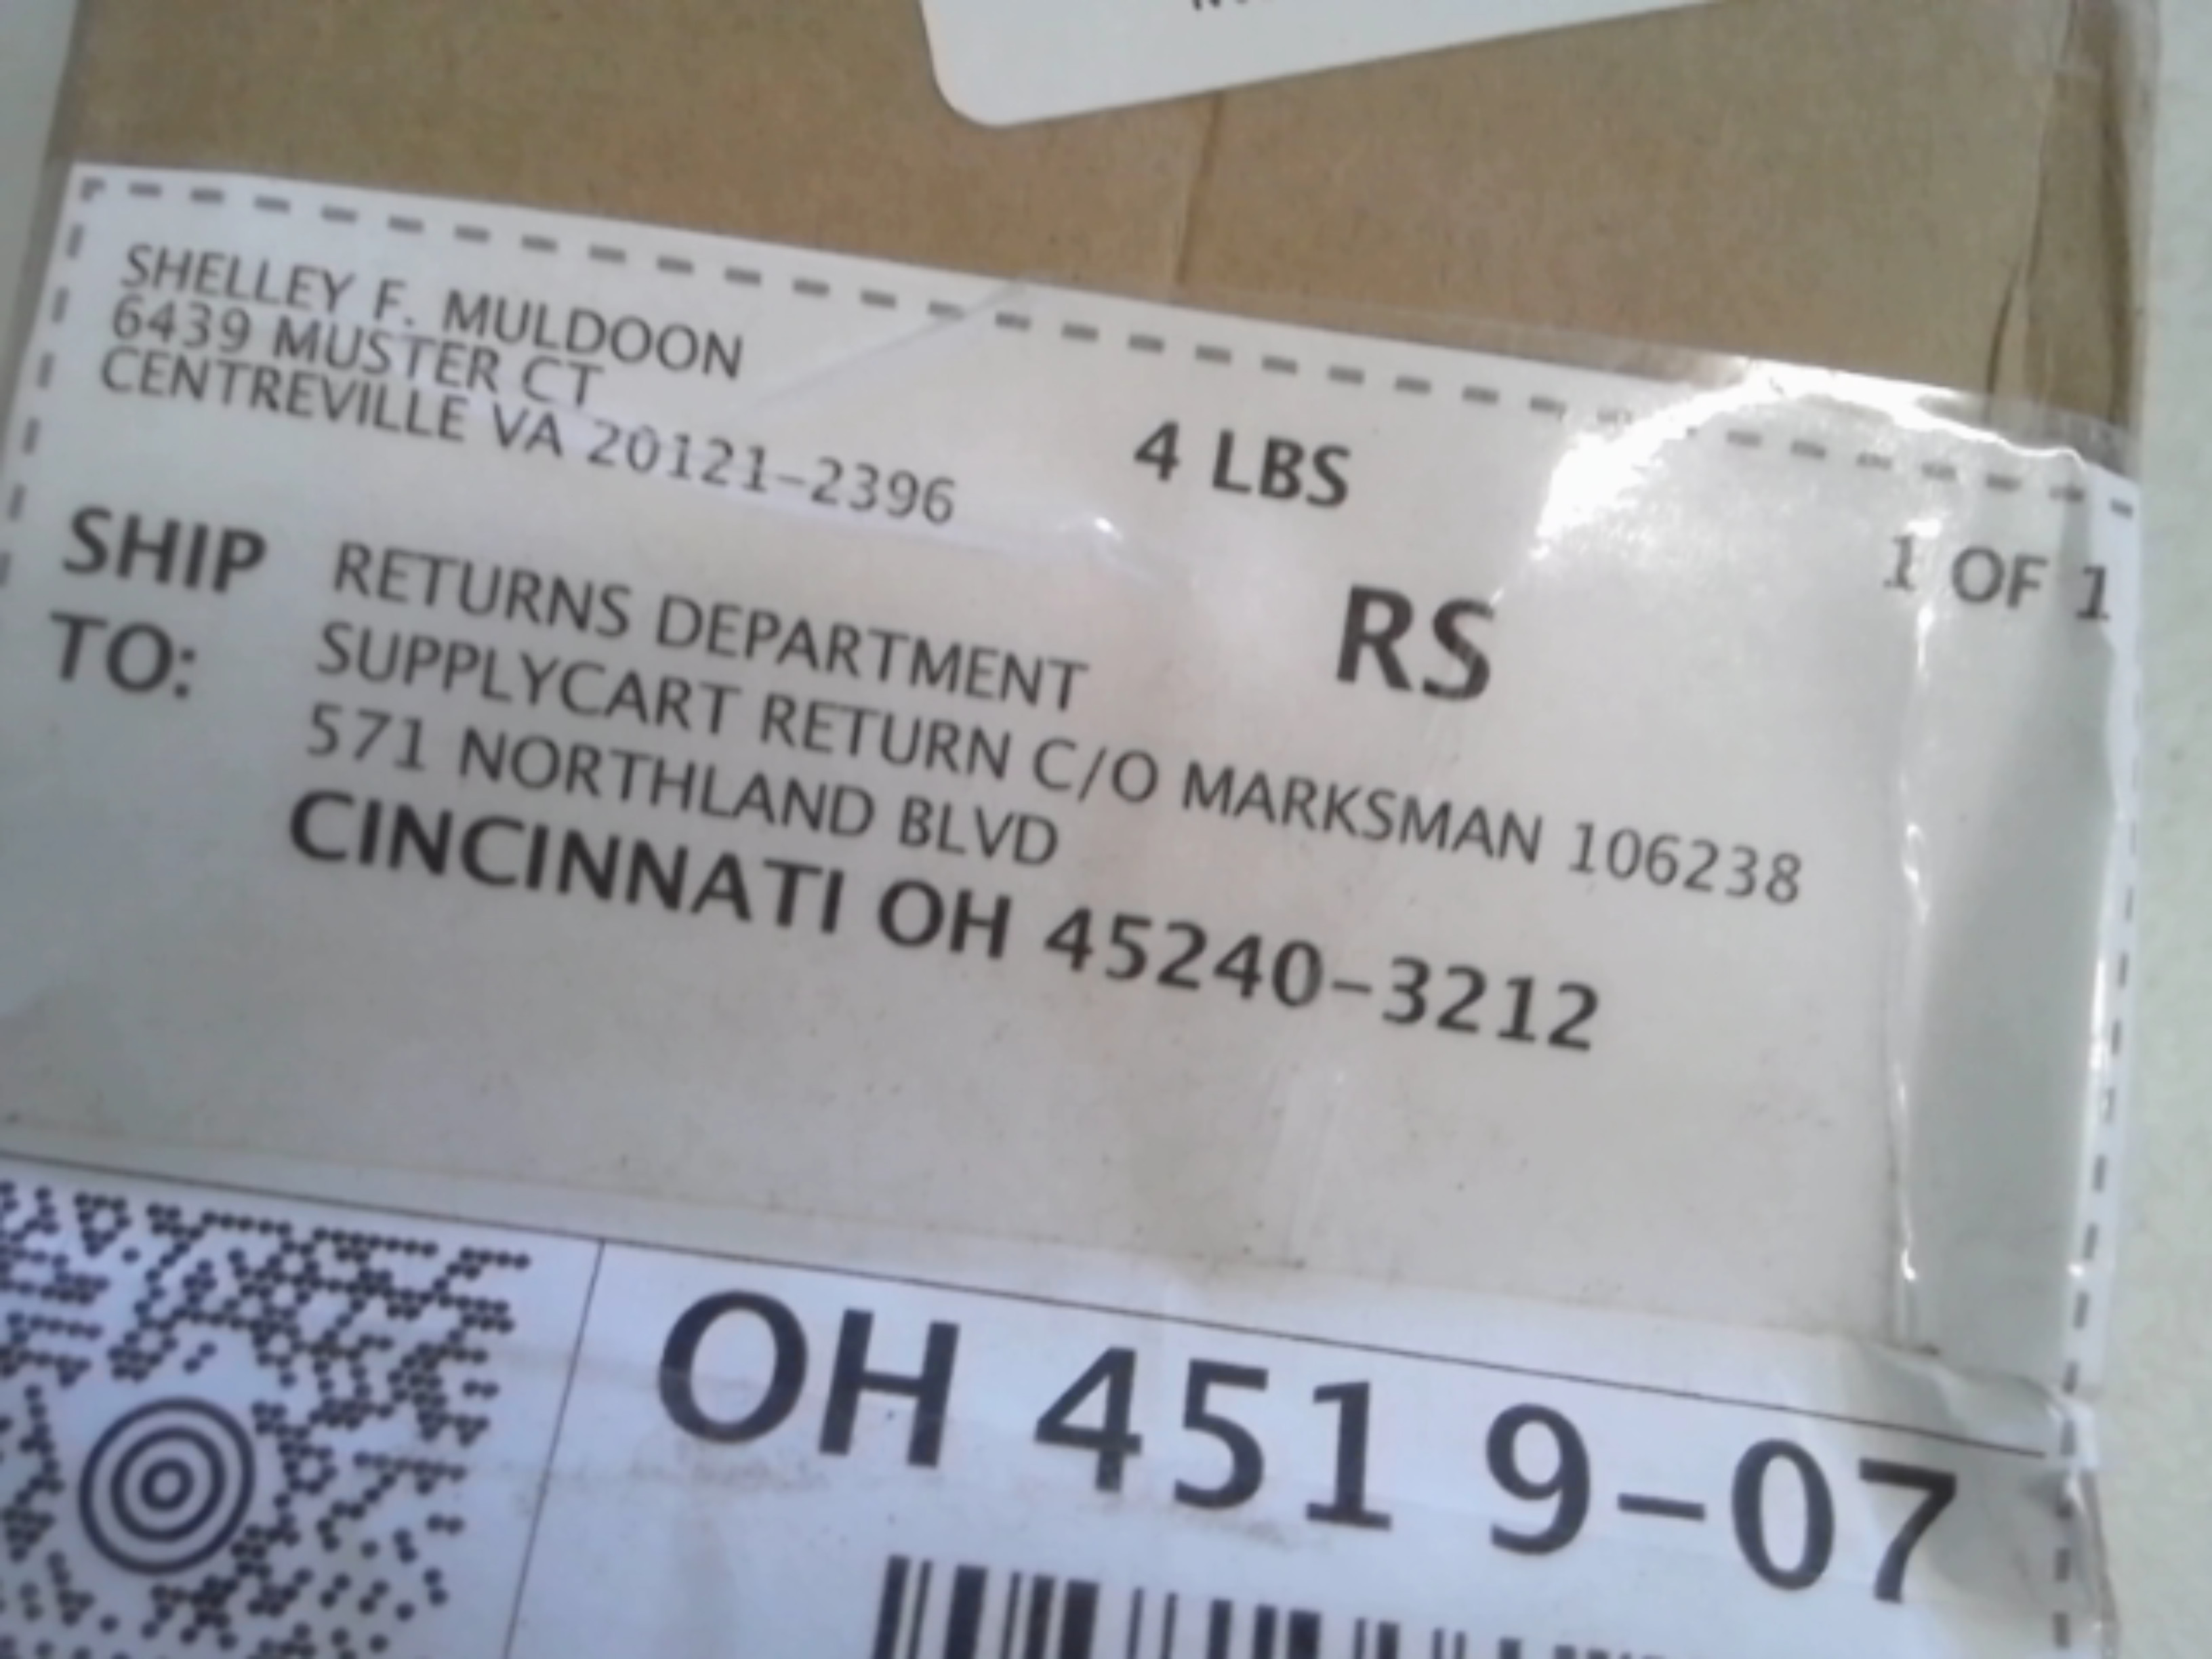 SHELLEY F. MULDOON
6439 MUSTER CT
CENTREVILLE VA 20121-2396
4 LBS
1 OF 1
RS
SHIP TO:
RETURNS DEPARTMENT
SUPPLYCART RETURN C/O MARKSMAN 106238
571 NORTHLAND BLVD
CINCINNATI OH 45240-3212
OH 451 9-07